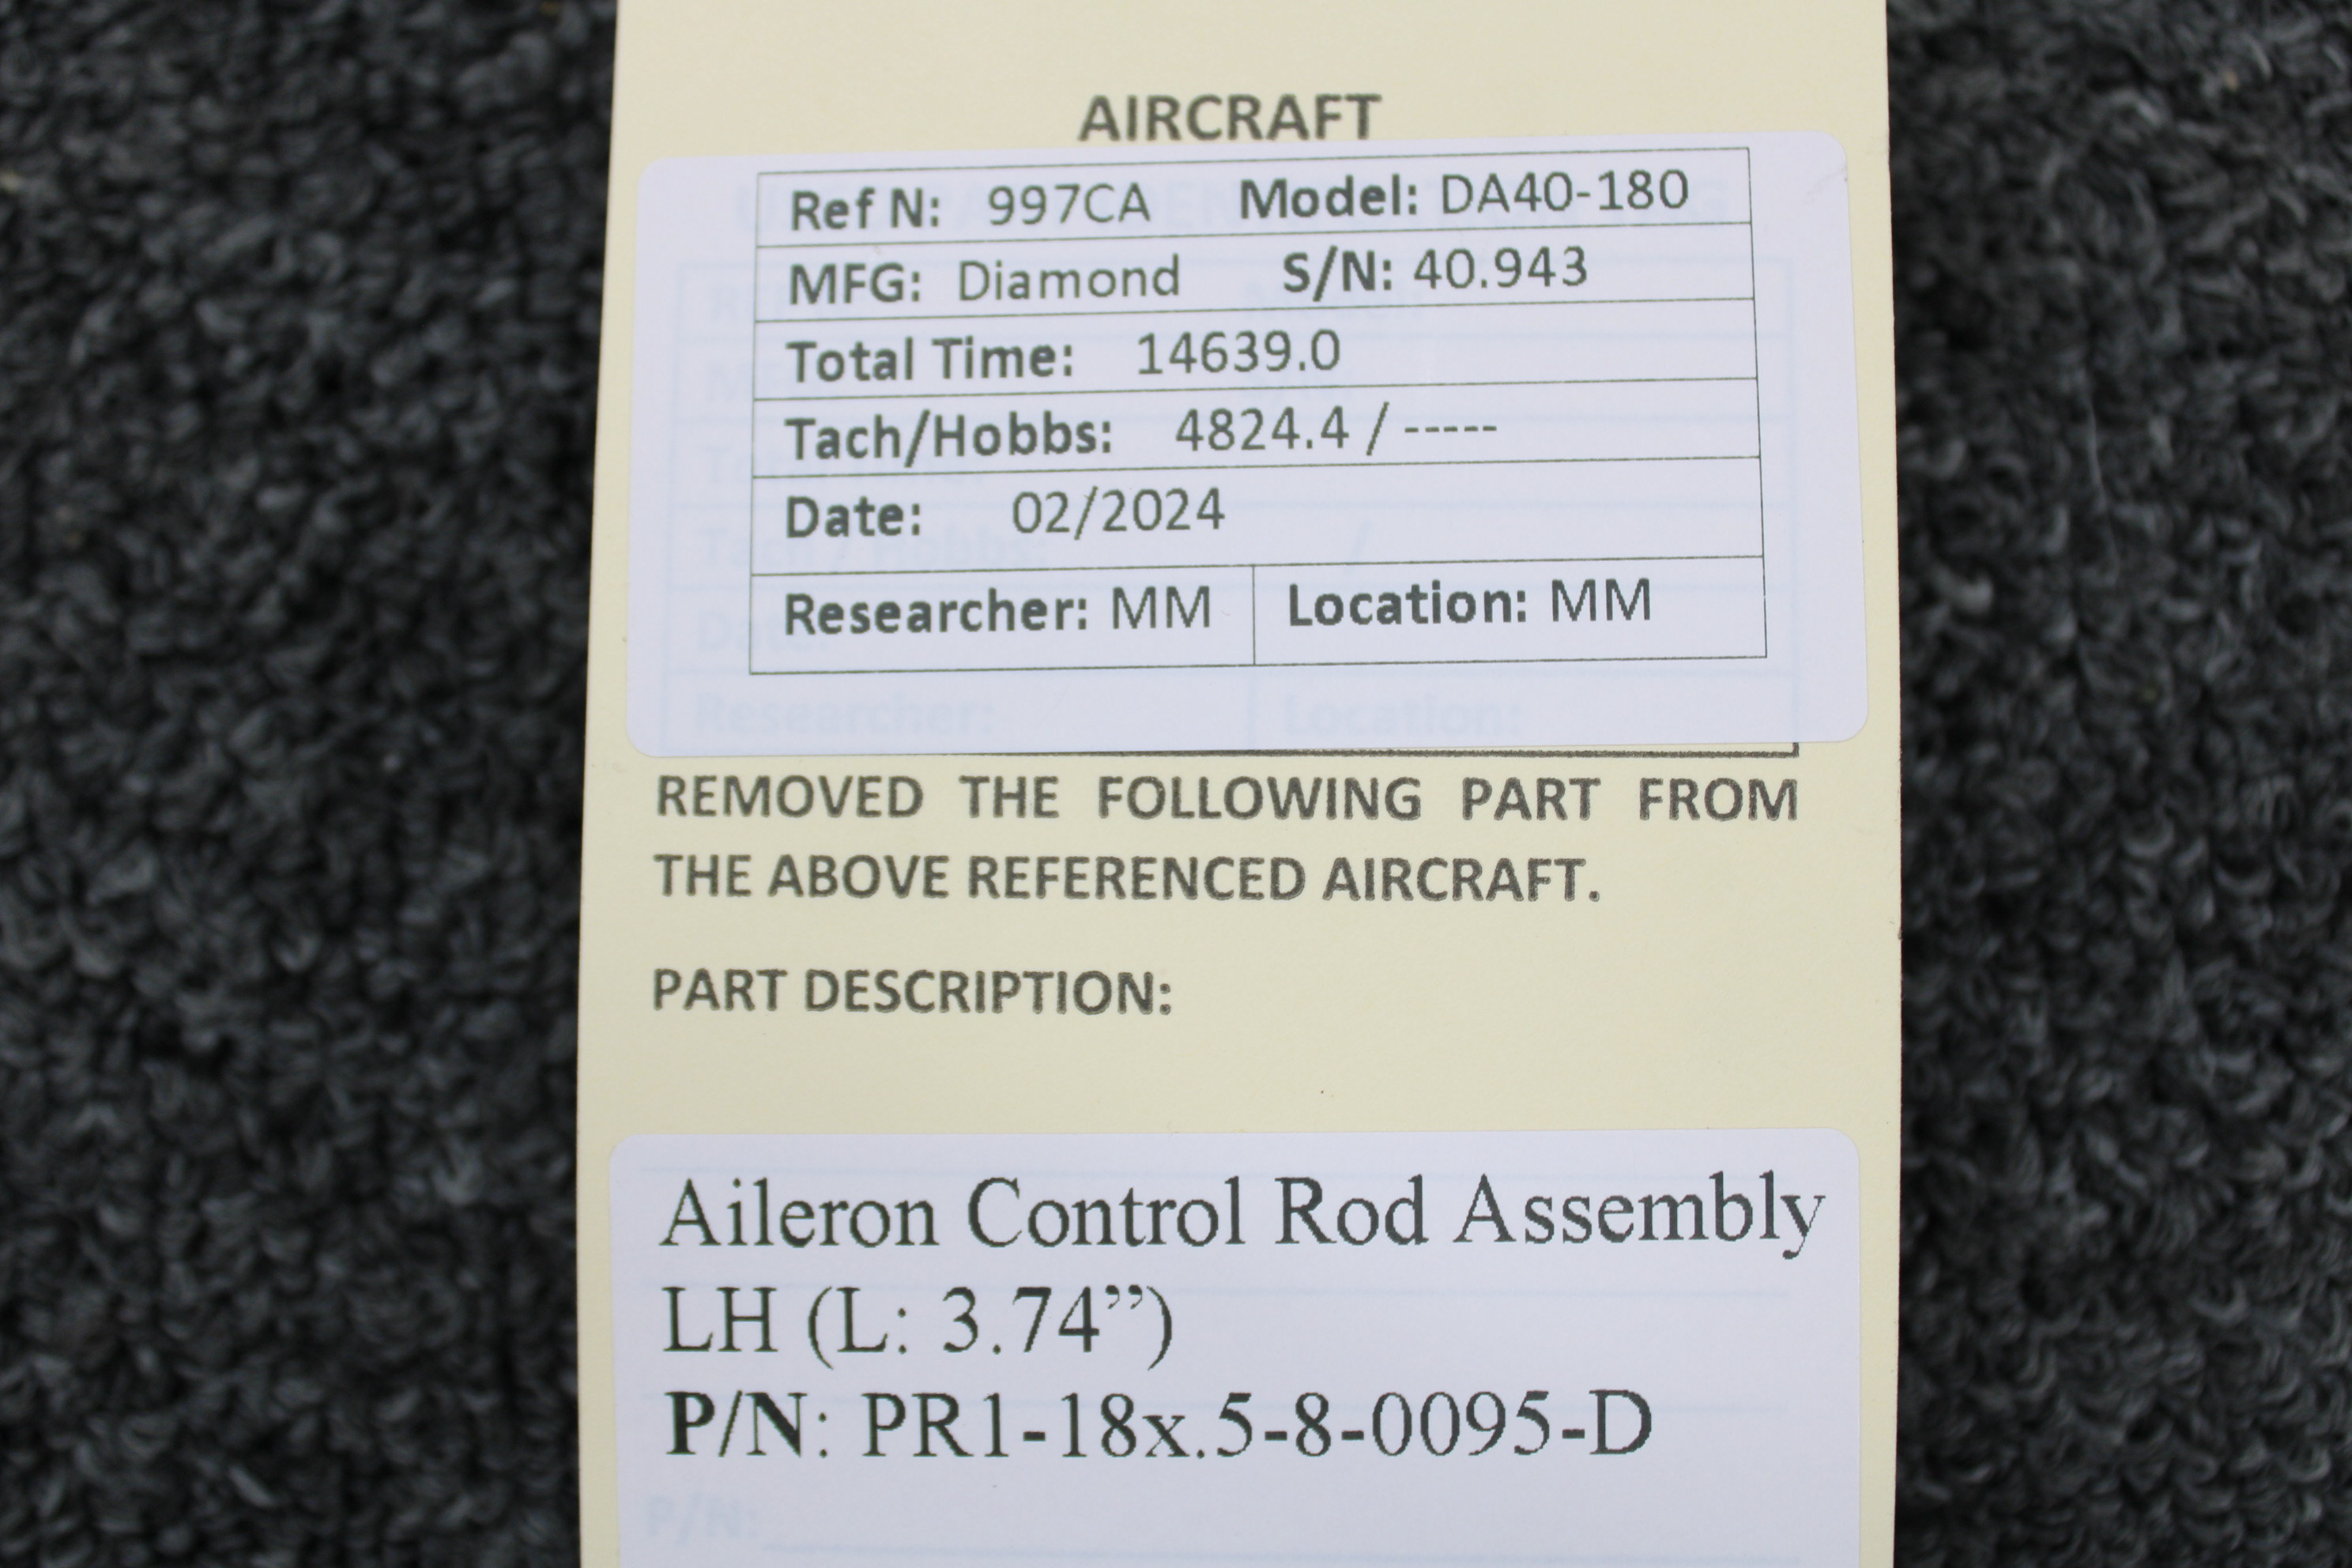 AIRCRAFT
Ref N: 997CA Model: DA40-180
MFG: Diamond S/N: 40.943
Total Time: 14639.0
Tach/Hobbs: 4824.4 / -----
Date: 02/2024
Researcher: MM Location: MM
Researcher: Location:
REMOVED THE FOLLOWING PART FROM
THE ABOVE REFERENCED AIRCRAFT.
PART DESCRIPTION:
Aileron Control Rod Assembly
LH (L: 3.74”)
P/N: PR1-18x.5-8-0095-D
P/N: